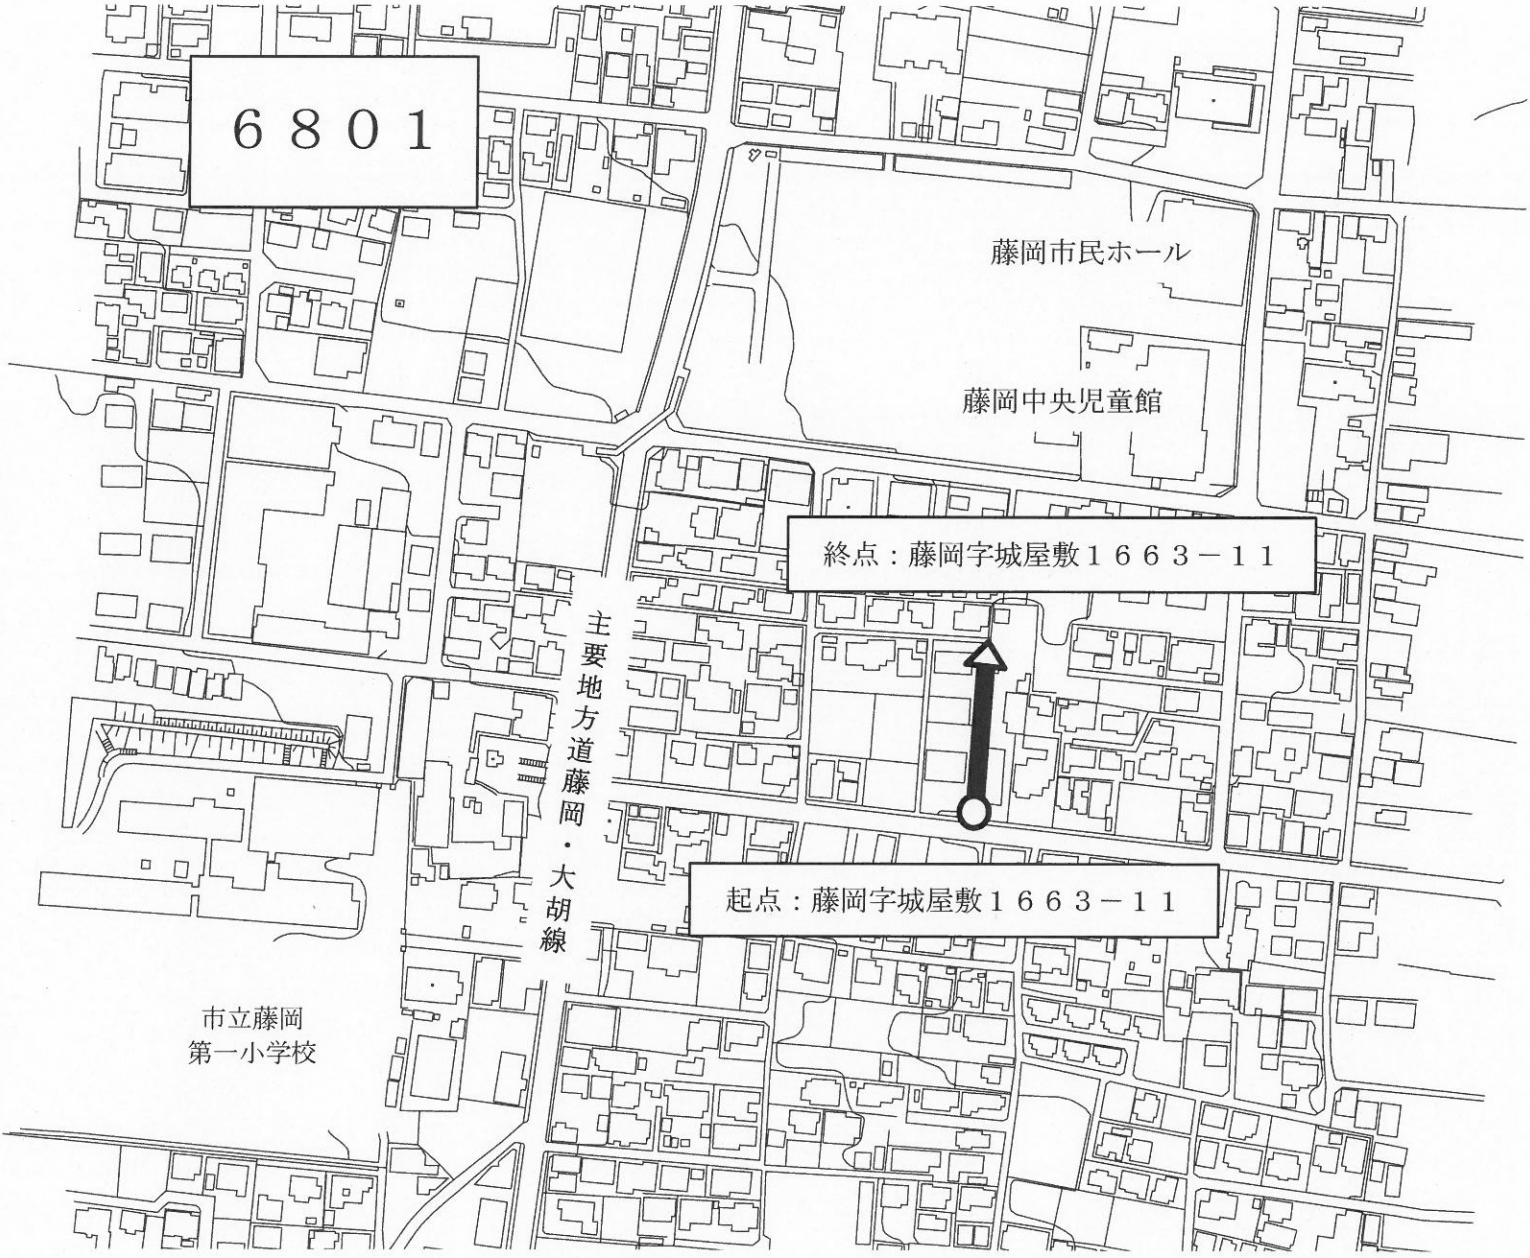 ６８０１
藤岡市民ホール
藤岡中央児童館
終点：藤岡字城屋敷１６６３－１１
主要地方道藤岡・大胡線
起点：藤岡字城屋敷１６６３－１１
市立藤岡
第一小学校